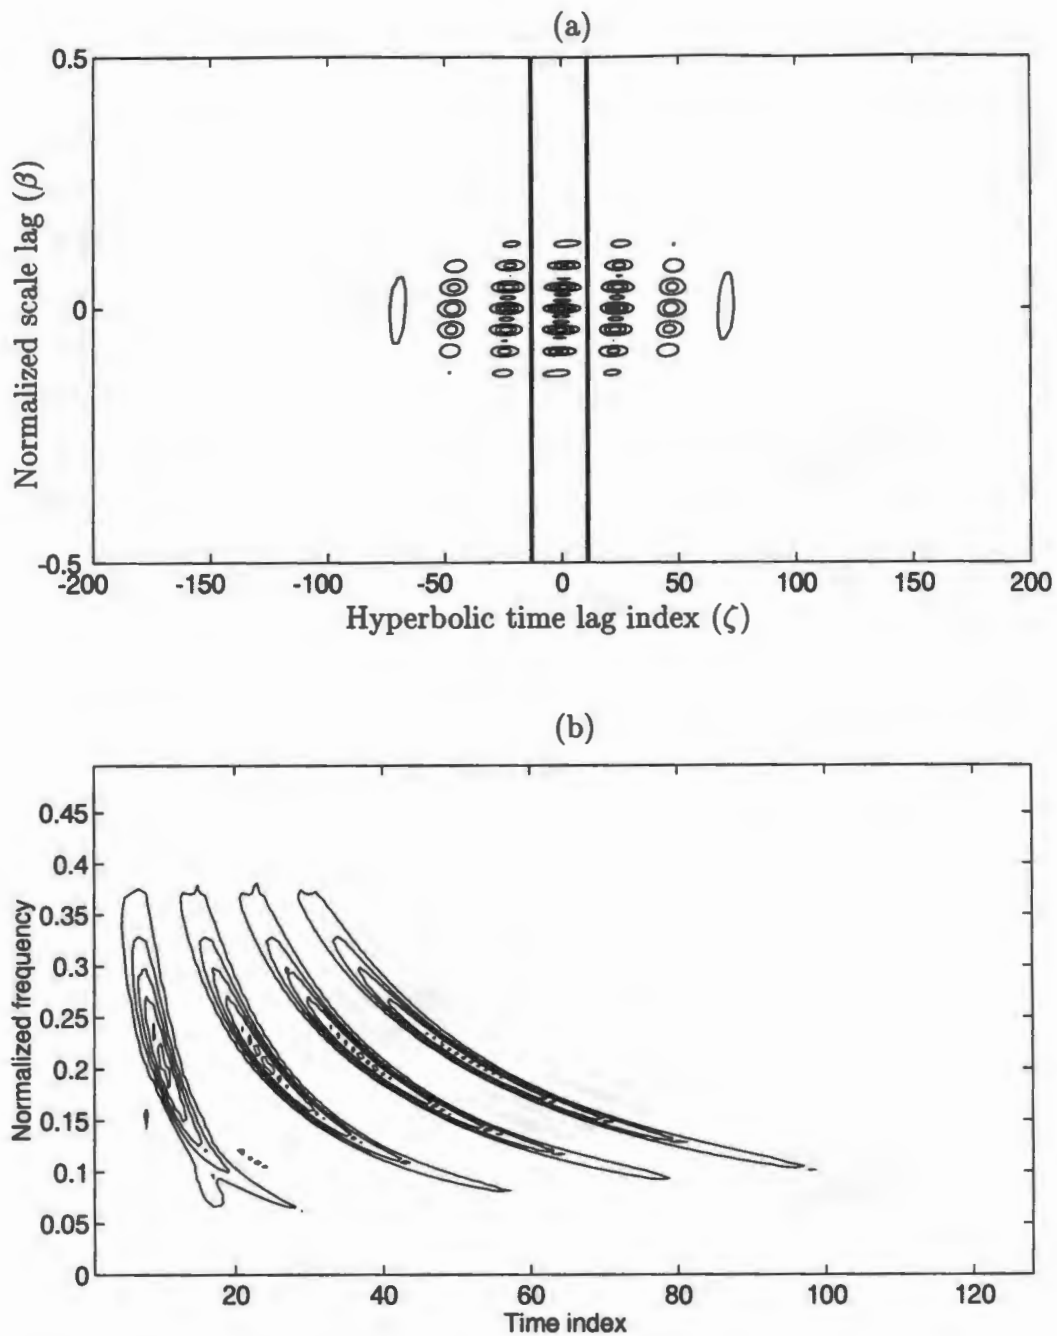 (a)
0.5
0
-0.5
Normalized scale lag (β)
-200 -150 -100 -50 0 50 100 150 200
Hyperbolic time lag index (ζ)
(b)
0.45
0.4
0.35
0.3
0.25
0.2
0.15
0.1
0.05
0
Normalized frequency
20 40 60 80 100 120
Time index